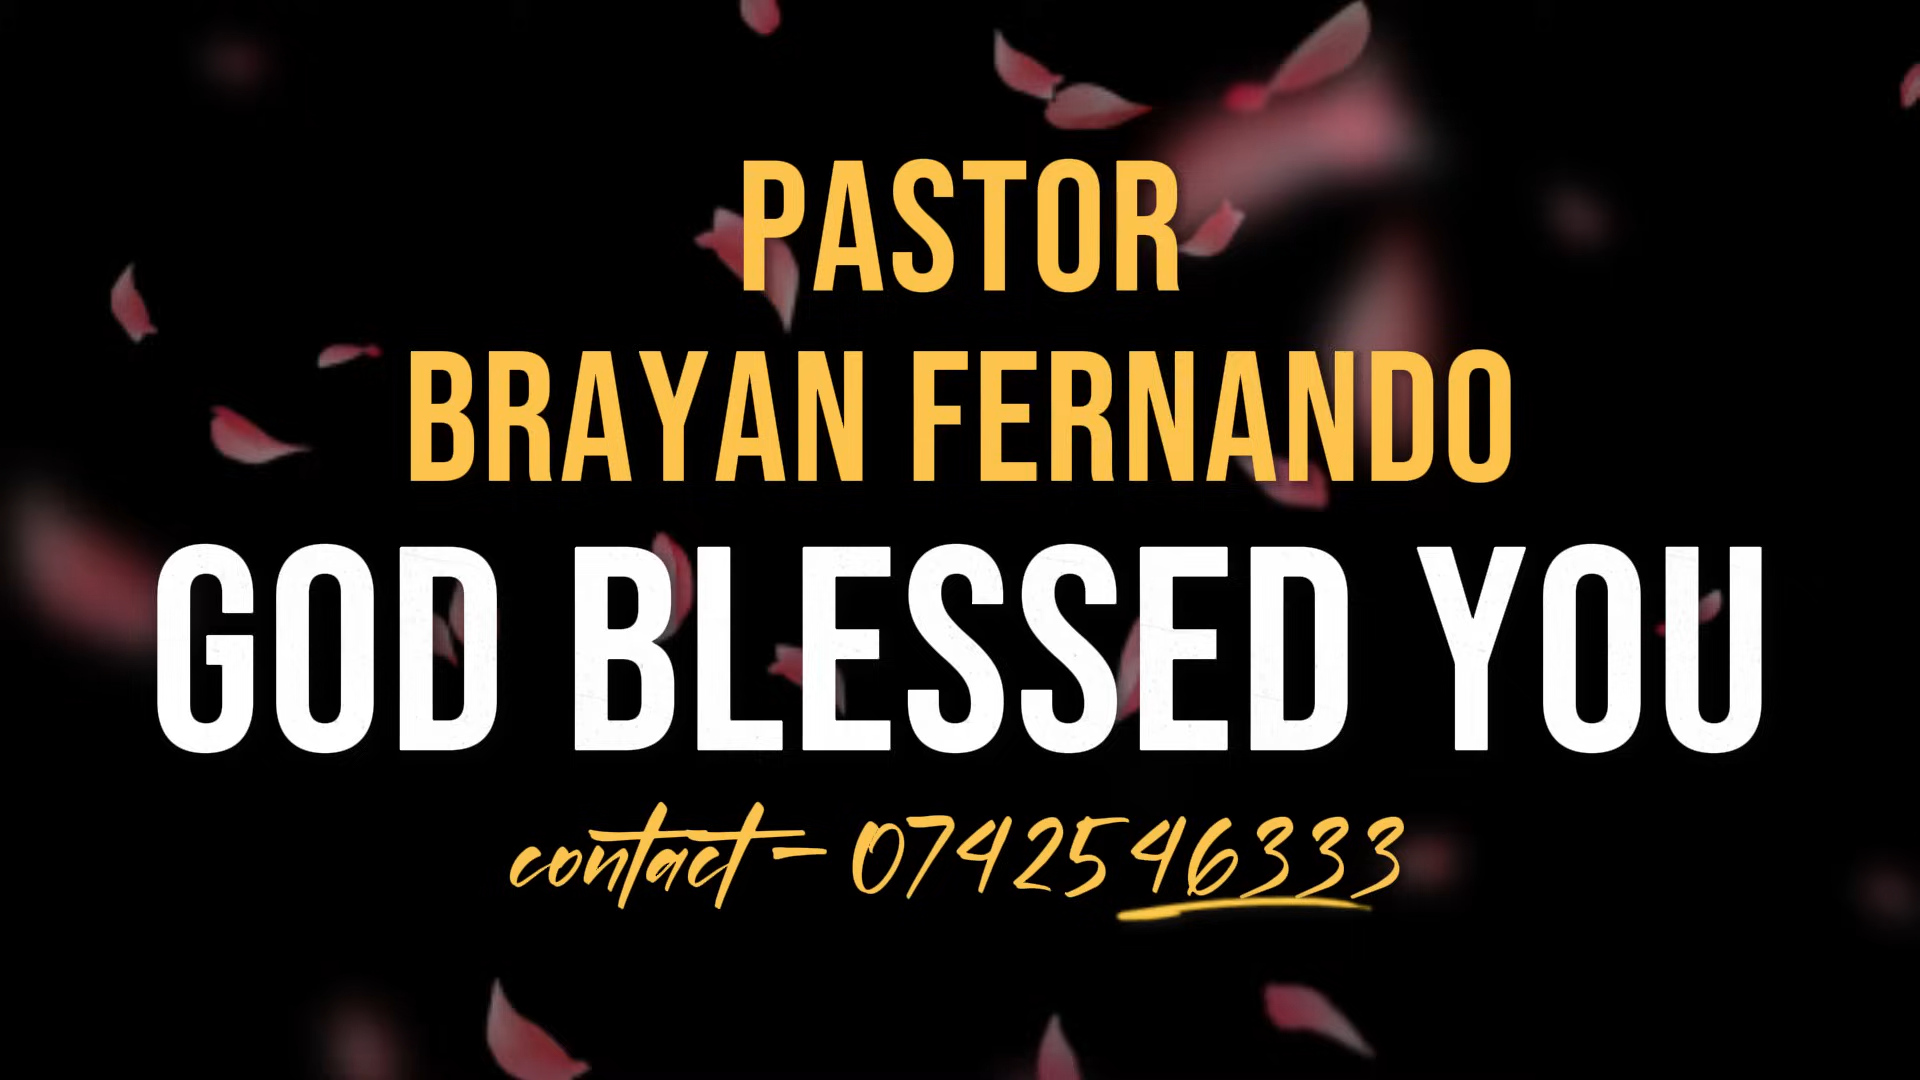 PASTOR
BRAYAN FERNANDO
GOD BLESSED YOU
contact- 0742546333